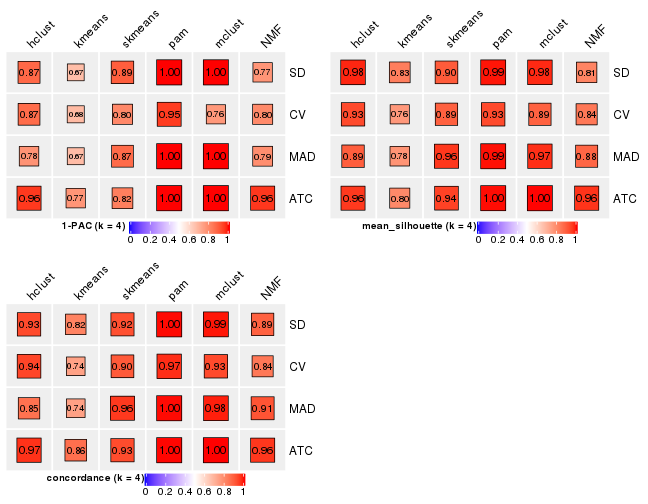 hclust kmeans skmeans pam mclust NMF
0.87 0.67 0.89 1.00 1.00 0.77 SD
0.87 0.68 0.80 0.95 0.76 0.80 CV
0.78 0.67 0.87 1.00 1.00 0.79 MAD
0.96 0.77 0.82 1.00 1.00 0.96 ATC
1-PAC (k = 4)
0 0.2 0.4 0.6 0.8 1
hclust kmeans skmeans pam mclust NMF
0.98 0.83 0.90 0.99 0.98 0.81 SD
0.93 0.76 0.89 0.93 0.89 0.84 CV
0.89 0.78 0.96 0.99 0.97 0.88 MAD
0.96 0.80 0.94 1.00 1.00 0.96 ATC
mean_silhouette (k = 4)
0 0.2 0.4 0.6 0.8 1
hclust kmeans skmeans pam mclust NMF
0.93 0.82 0.92 1.00 0.99 0.89 SD
0.94 0.74 0.90 0.97 0.93 0.84 CV
0.85 0.74 0.96 1.00 0.98 0.91 MAD
0.97 0.86 0.93 1.00 1.00 0.96 ATC
concordance (k = 4)
0 0.2 0.4 0.6 0.8 1